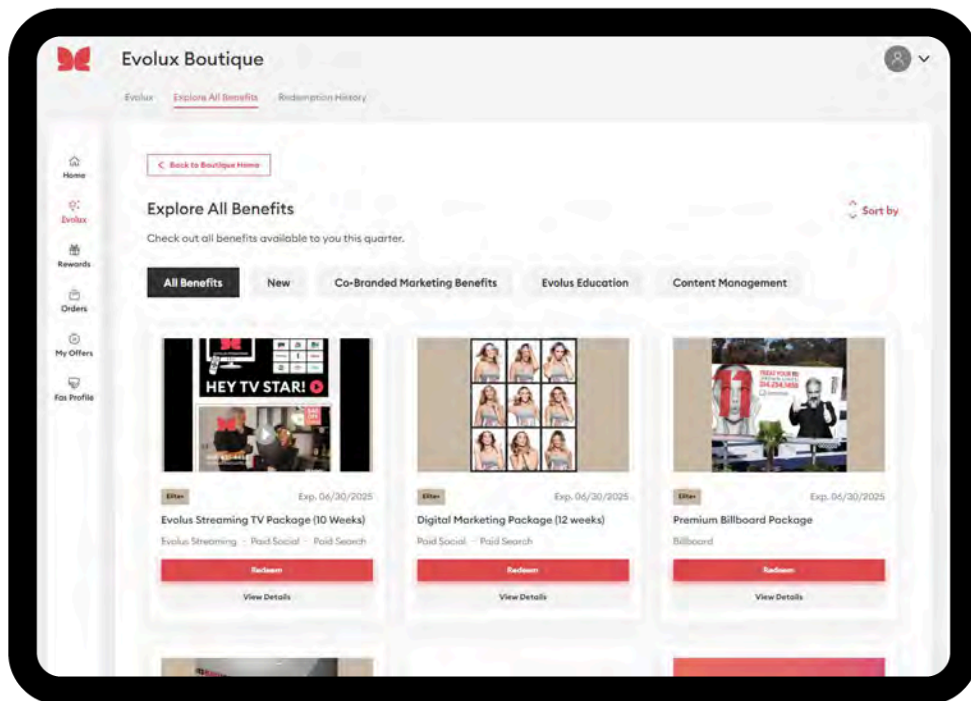 Evolux Boutique
Evolux Explore All Benefits Redemption History
Home
Evolux
Rewards
Orders
My Offers
Fas Profile
Back to Boutique Home
Explore All Benefits
Sort by
Check out all benefits available to you this quarter.
All Benefits New Co-Branded Marketing Benefits Evolus Education Content Management
HEY TV STAR!
Elite+ Exp. 06/30/2025
Evolus Streaming TV Package (10 Weeks)
Evolus Streaming - Paid Social - Paid Search
Redeem
View Details
Elite+ Exp. 06/30/2025
Digital Marketing Package (12 weeks)
Paid Social - Paid Search
Redeem
View Details
11
Elite+ Exp. 06/30/2025
Premium Billboard Package
Billboard
Redeem
View Details